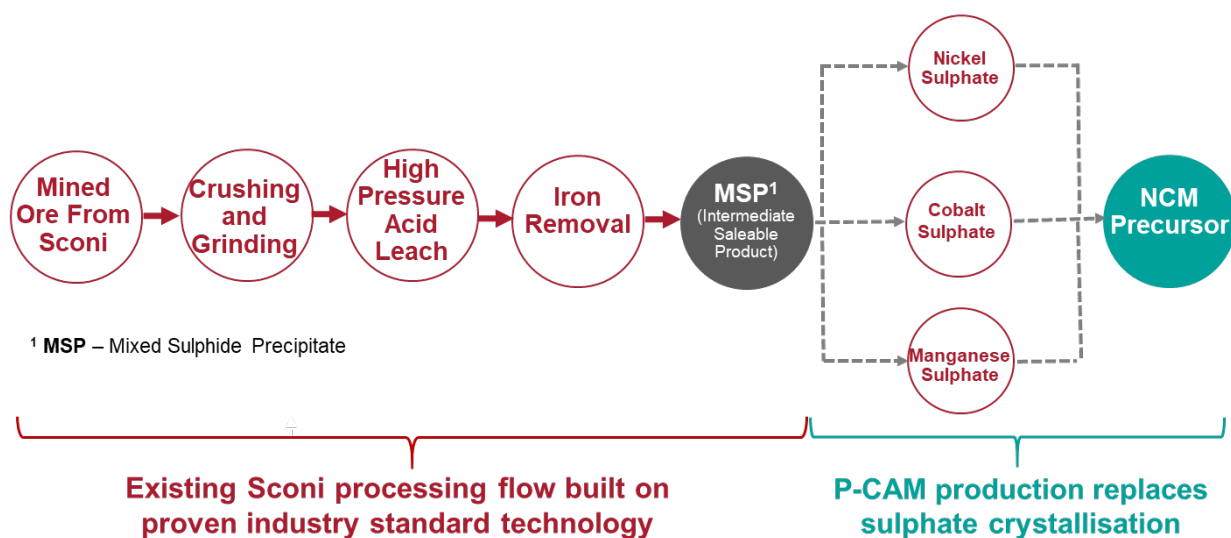 Mined
Ore From
Sconi
Crushing
and
Grinding
High
Pressure
Acid
Leach
Iron
Removal
MSP¹
(Intermediate
Saleable
Product)
Nickel
Sulphate
Cobalt
Sulphate
Manganese
Sulphate
NCM
Precursor
¹ MSP – Mixed Sulphide Precipitate
Existing Sconi processing flow built on
proven industry standard technology
P-CAM production replaces
sulphate crystallisation